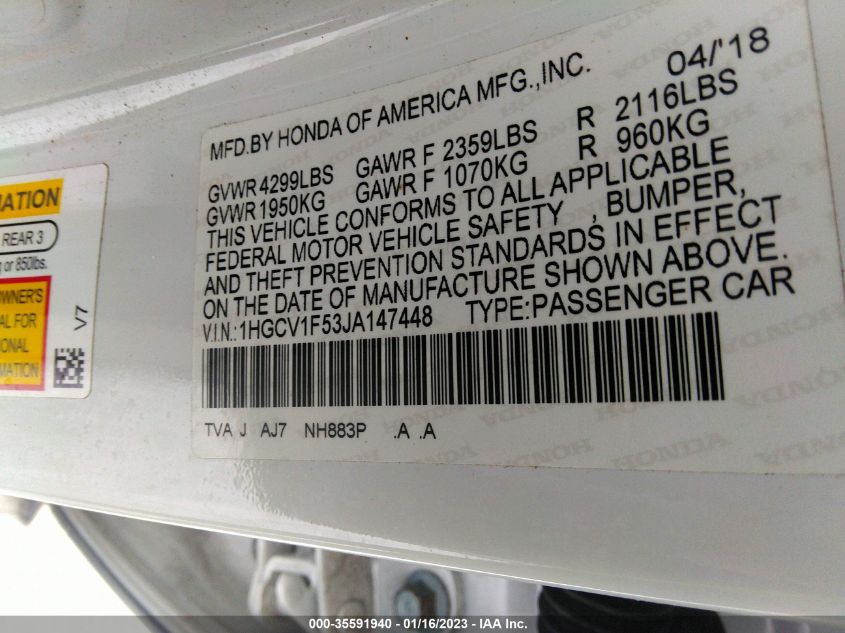 04/'18
MFD.BY HONDA OF AMERICA MFG.,INC.
GVWR 4299LBS GAWR F 2359LBS R 2116LBS
GVWR 1950KG GAWR F 1070KG R 960KG
THIS VEHICLE CONFORMS TO ALL APPLICABLE
FEDERAL MOTOR VEHICLE SAFETY , BUMPER,
AND THEFT PREVENTION STANDARDS IN EFFECT
ON THE DATE OF MANUFACTURE SHOWN ABOVE.
V.I.N.:1HGCV1F53JA147448 TYPE:PASSENGER CAR
TVA J AJ7 NH883P .A .A
REAR 3
or 850lbs.
V7
000-35591940 - 01/16/2023 - IAA Inc.